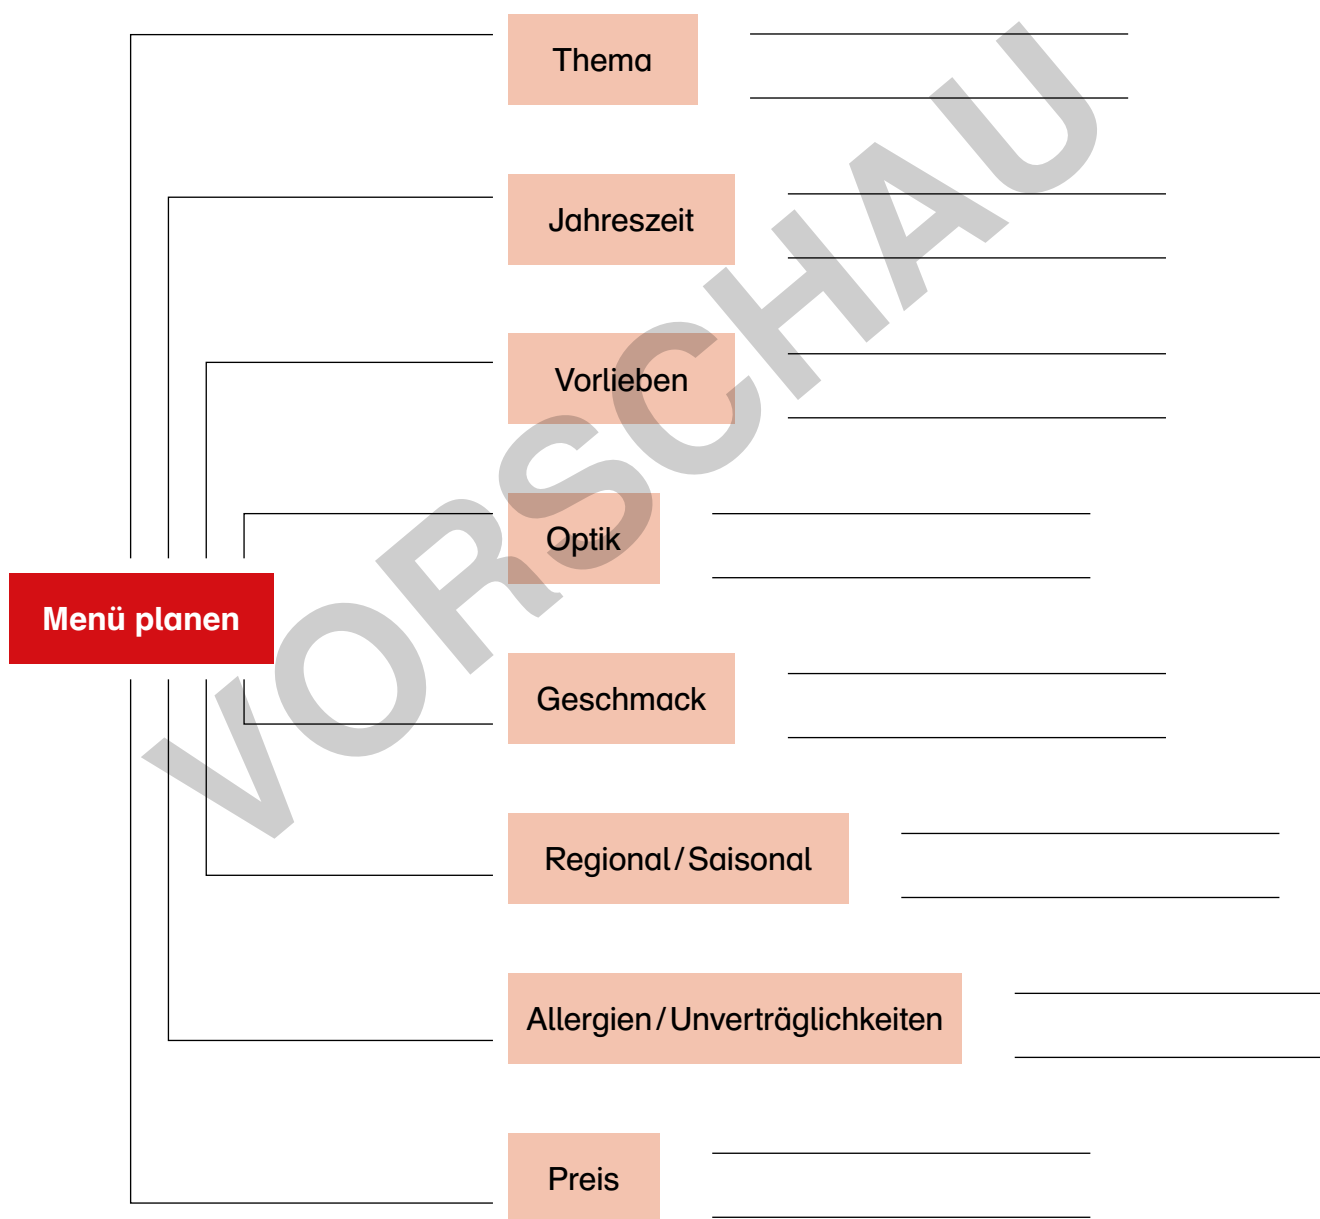 Thema
Jahreszeit
Vorlieben
Optik
Menü planen
Geschmack
Regional / Saisonal
Allergien / Unverträglichkeiten
Preis
VORSCHAU